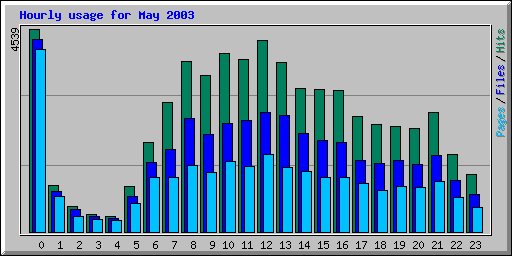 Hourly usage for May 2003
4539
Pages / Files / Hits
0 1 2 3 4 5 6 7 8 9 10 11 12 13 14 15 16 17 18 19 20 21 22 23